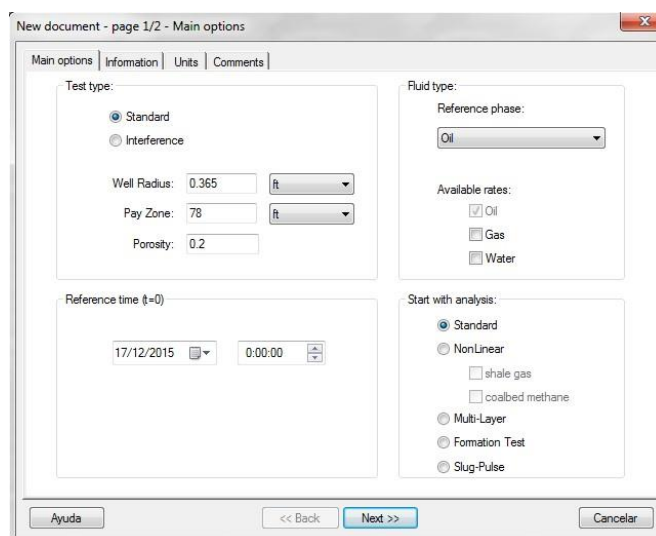 New document - page 1/2 - Main options
Main options Information Units Comments
Test type:
Standard
Interference
Well Radius: 0.365 ft
Pay Zone: 78 ft
Porosity: 0.2
Fluid type:
Reference phase:
Oil
Available rates:
Oil
Gas
Water
Reference time (t=0)
17/12/2015 0:00:00
Start with analysis:
Standard
NonLinear
shale gas
coalbed methane
Multi-Layer
Formation Test
Slug-Pulse
Ayuda << Back Next >> Cancelar